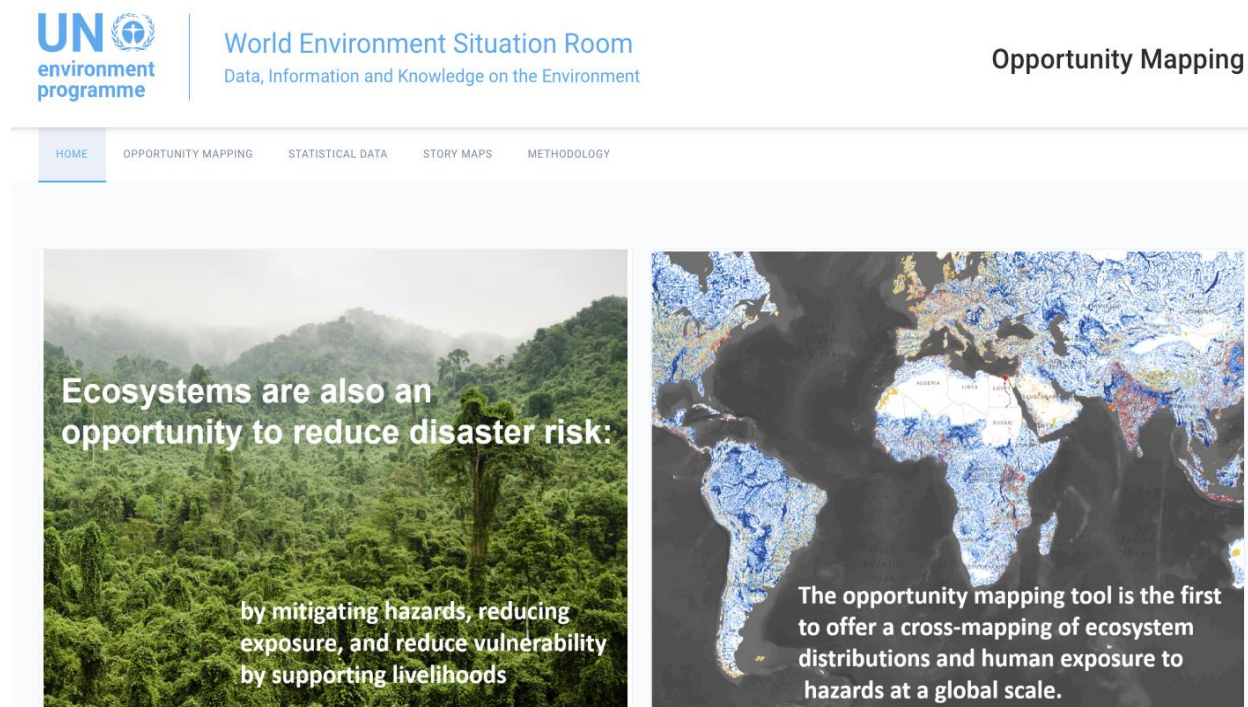 UN
environment
programme
World Environment Situation Room
Data, Information and Knowledge on the Environment
Opportunity Mapping
HOME
OPPORTUNITY MAPPING
STATISTICAL DATA
STORY MAPS
METHODOLOGY
Ecosystems are also an
opportunity to reduce disaster risk:
by mitigating hazards, reducing
exposure, and reduce vulnerability
by supporting livelihoods
ALGERIA
LIBYA
EGYPT
SAUDI ARABIA
SUDAN
The opportunity mapping tool is the first
to offer a cross-mapping of ecosystem
distributions and human exposure to
hazards at a global scale.